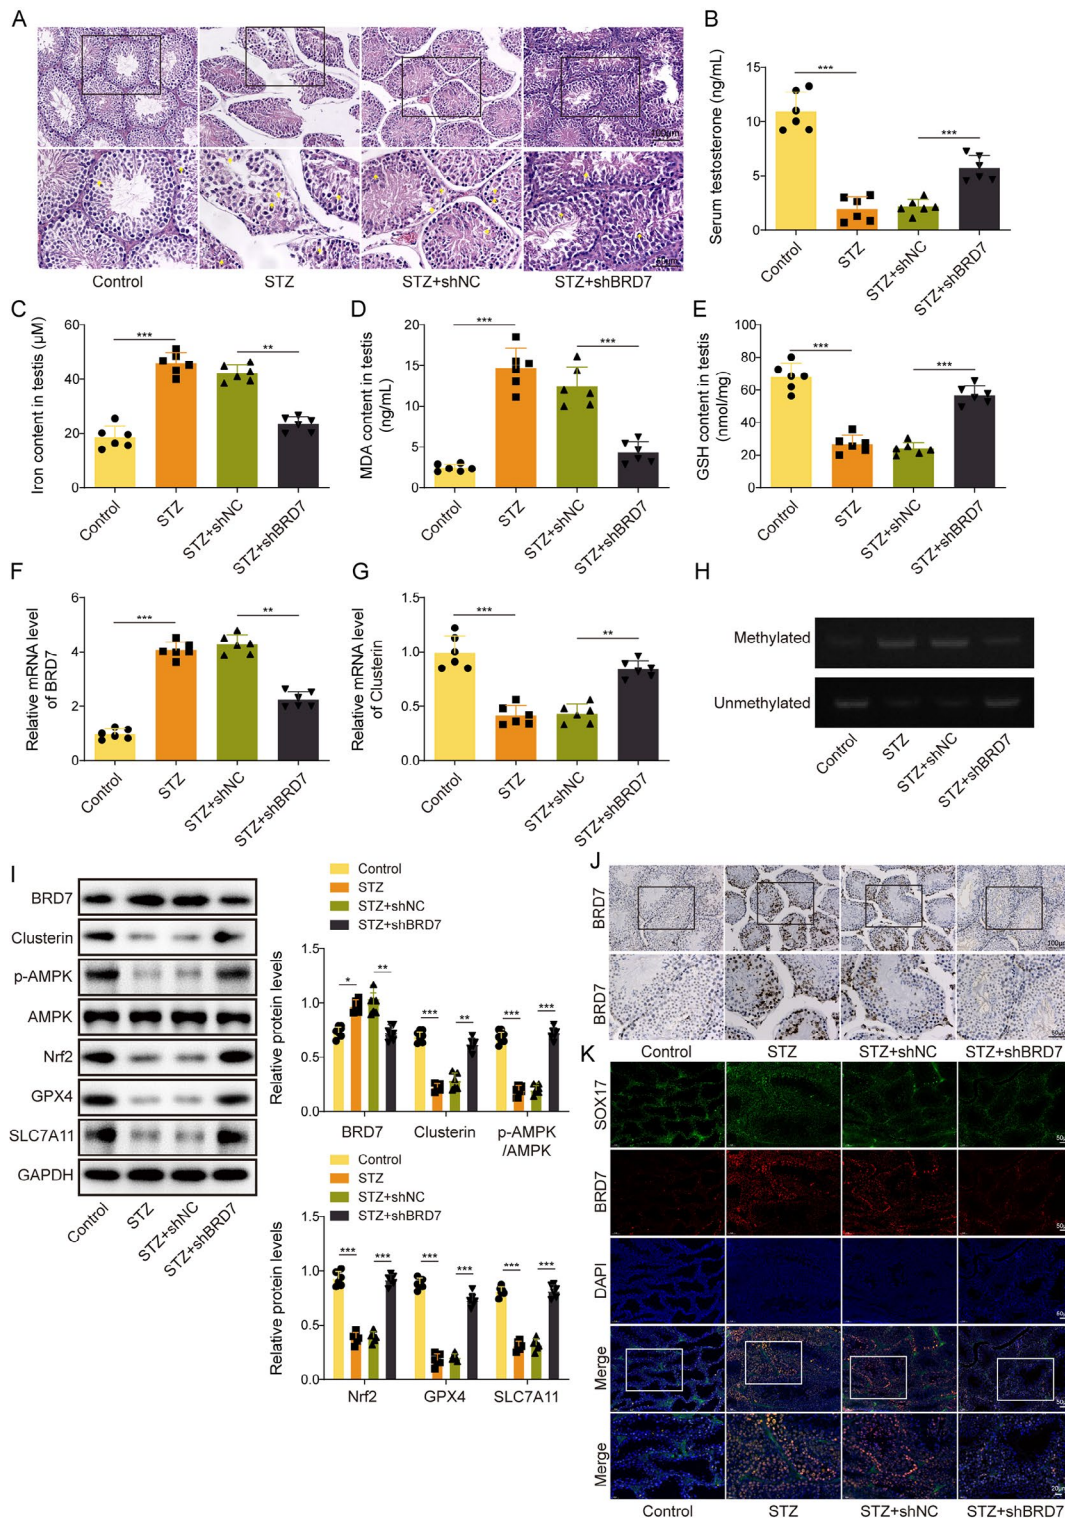 A
100μm
50μm
Control
STZ
STZ+shNC
STZ+shBRD7
B
Serum testosterone (ng/mL)
15
10
5
0
***
***
Control
STZ
STZ+shNC
STZ+shBRD7
C
Iron content in testis (μM)
60
40
20
0
***
**
Control
STZ
STZ+shNC
STZ+shBRD7
D
MDA content in testis
(ng/mL)
20
15
10
5
0
***
***
Control
STZ
STZ+shNC
STZ+shBRD7
E
GSH content in testis
(nmol/mg)
100
80
60
40
20
0
***
***
Control
STZ
STZ+shNC
STZ+shBRD7
F
Relative mRNA level
of BRD7
6
4
2
0
***
**
Control
STZ
STZ+shNC
STZ+shBRD7
G
Relative mRNA level
of Clusterin
1.5
1.0
0.5
0.0
***
**
Control
STZ
STZ+shNC
STZ+shBRD7
H
Methylated
Unmethylated
Control
STZ
STZ+shNC
STZ+shBRD7
I
BRD7
Clusterin
p-AMPK
AMPK
Nrf2
GPX4
SLC7A11
GAPDH
Control
STZ
STZ+shNC
STZ+shBRD7
Control
STZ
STZ+shNC
STZ+shBRD7
Relative protein levels
1.5
1.0
0.5
0.0
*
**
***
**
***
***
BRD7
Clusterin
p-AMPK
/AMPK
Control
STZ
STZ+shNC
STZ+shBRD7
Relative protein levels
1.5
1.0
0.5
0.0
***
***
***
***
***
***
Nrf2
GPX4
SLC7A11
J
BRD7
100μm
BRD7
50μm
Control
STZ
STZ+shNC
STZ+shBRD7
K
SOX17
BRD7
DAPI
Merge
Merge
20μm
Control
STZ
STZ+shNC
STZ+shBRD7